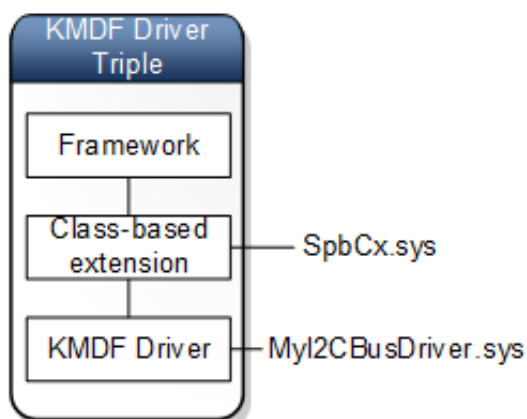 KMDF Driver
Triple
Framework
Class-based
extension
SpbCx.sys
KMDF Driver
MyI2CBusDriver.sys